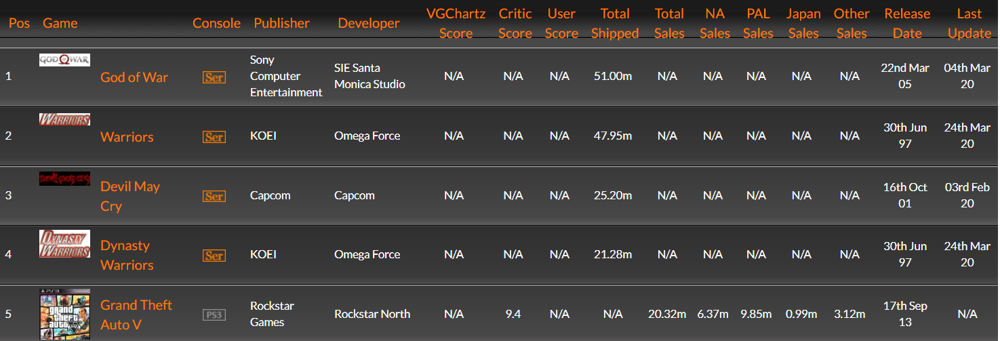 Pos Game Console Publisher Developer VGChartz Score Critic Score User Score Total Shipped Total Sales NA Sales PAL Sales Japan Sales Other Sales Release Date Last Update
1 GOD OF WAR God of War Ser Sony Computer Entertainment SIE Santa Monica Studio N/A N/A N/A 51.00m N/A N/A N/A N/A N/A 22nd Mar 05 04th Mar 20
2 WARRIORS Warriors Ser KOEI Omega Force N/A N/A N/A 47.95m N/A N/A N/A N/A N/A 30th Jun 97 24th Mar 20
3 Devil May Cry Devil May Cry Ser Capcom Capcom N/A N/A N/A 25.20m N/A N/A N/A N/A N/A 16th Oct 01 03rd Feb 20
4 DYNASTY WARRIORS Dynasty Warriors Ser KOEI Omega Force N/A N/A N/A 21.28m N/A N/A N/A N/A N/A 30th Jun 97 24th Mar 20
5 PS3 grand theft auto V Grand Theft Auto V PS3 Rockstar Games Rockstar North N/A 9.4 N/A N/A 20.32m 6.37m 9.85m 0.99m 3.12m 17th Sep 13 N/A